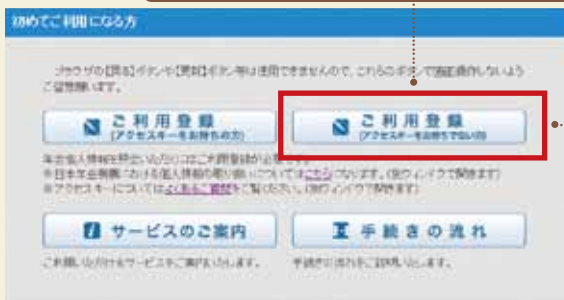 初めてご利用になる方
ブラウザの【戻る】ボタンや【更新】ボタン等は使用できませんので、これらのボタンで画面操作しないよう
ご留意願います。
ご利用登録
(アクセスキーをお持ちの方)
ご利用登録
(アクセスキーをお持ちでない方)
年金個人情報を照会いただくにはご利用登録が必要です。
※日本年金機構における個人情報の取り扱いについてはこちらになります。(別ウィンドウで開きます)
※アクセスキーについてはよくあるご質問をご覧ください。(別ウィンドウで開きます)
サービスのご案内
手続きの流れ
ご利用いただけるサービスをご案内いたします。
手続きの流れをご説明いたします。